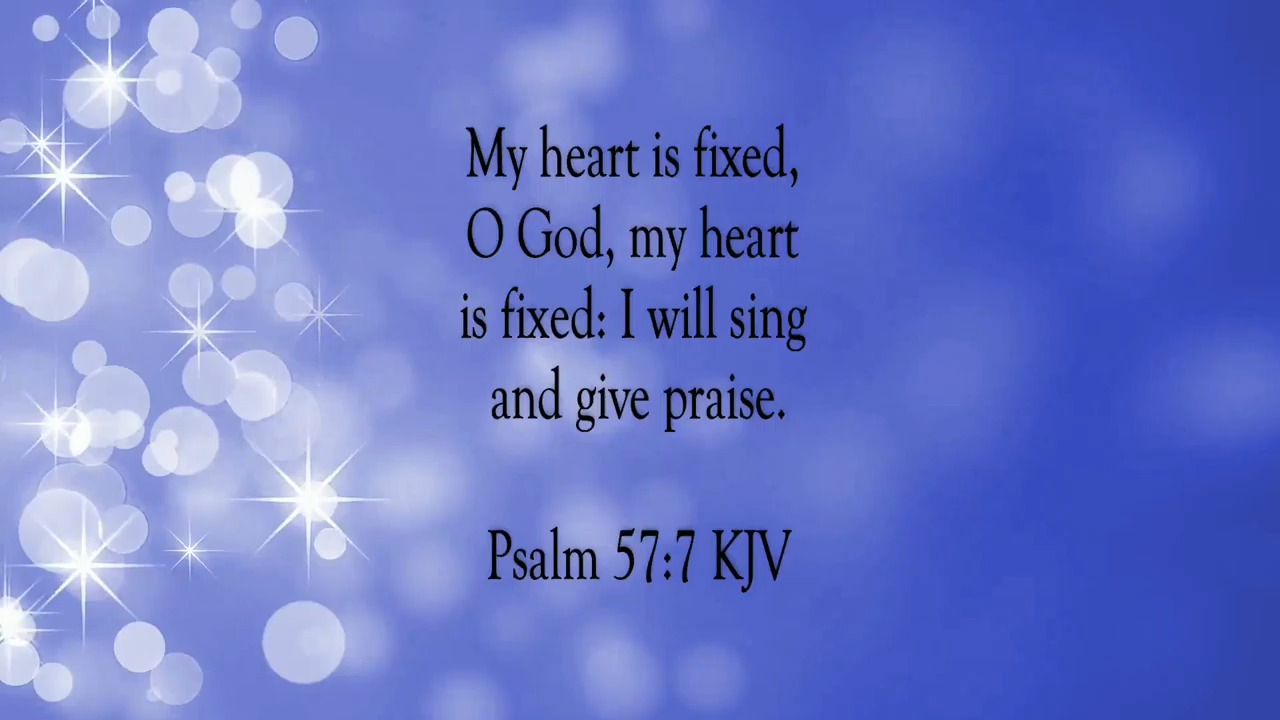 My heart is fixed,
O God, my heart
is fixed: I will sing
and give praise.
Psalm 57:7 KJV